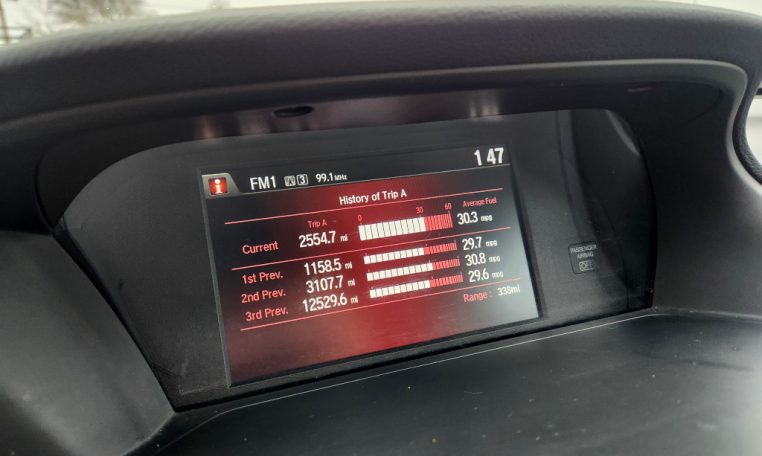 i FM1 3 99.1 MHz 1 47
History of Trip A
Trip A 0 30 60 Average Fuel
Current 2554.7 mi 30.3 mpg
1st Prev. 1158.5 mi 29.7 mpg
2nd Prev. 3107.7 mi 30.8 mpg
3rd Prev. 12529.6 mi 29.6 mpg
Range : 338mi
PASSENGER
AIRBAG
OFF